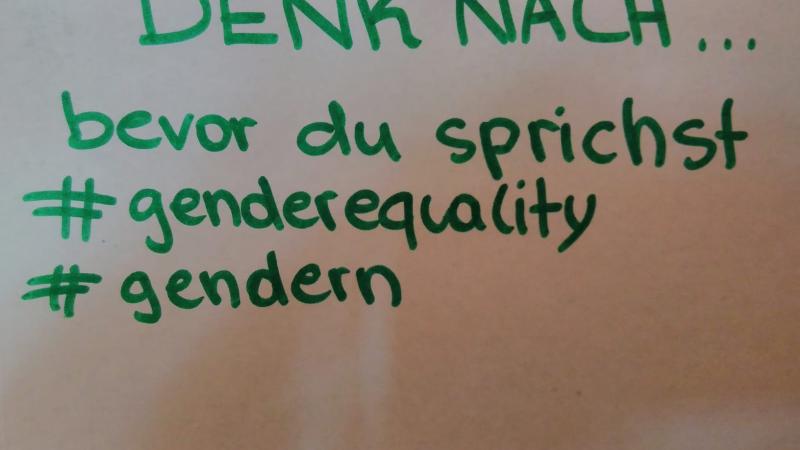 DENK NACH...
bevor du sprichst
#genderequality
#gendern